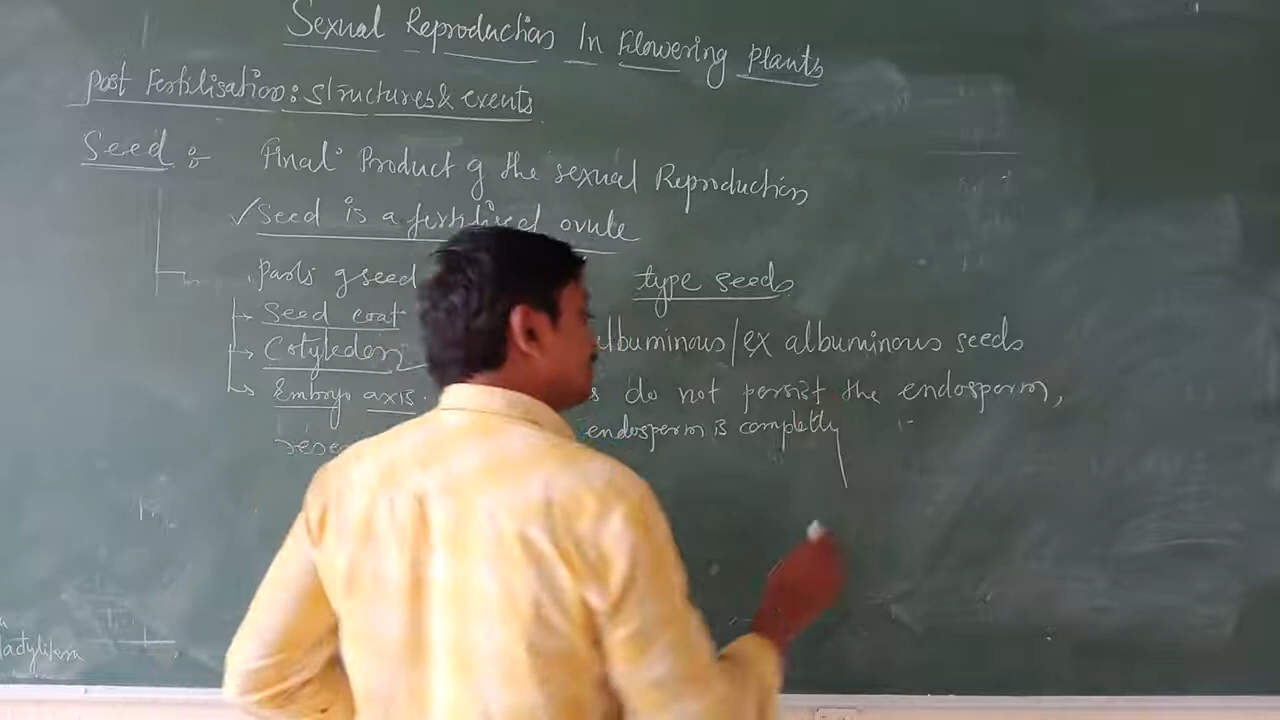 Sexual Reproduction In Flowering Plants
Post Fertilisation: structures & events
Seed :- Final Product of the sexual Reproduction
✓ Seed is a fertilised ovule
Parts of seed
type seeds
→ Seed coat
→ Cotyledons
albuminous/ex albuminous seeds
→ Embryo axis.
do not persist the endosperm,
endosperm is completly